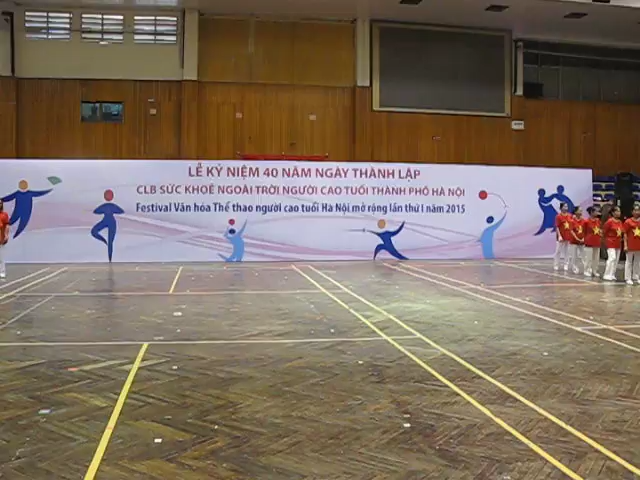 LỄ KỶ NIỆM 40 NĂM NGÀY THÀNH LẬP
CLB SỨC KHOẺ NGOÀI TRỜI NGƯỜI CAO TUỔI THÀNH PHỐ HÀ NỘI
Festival Văn hóa Thể thao người cao tuổi Hà Nội mở rộng lần thứ I năm 2015